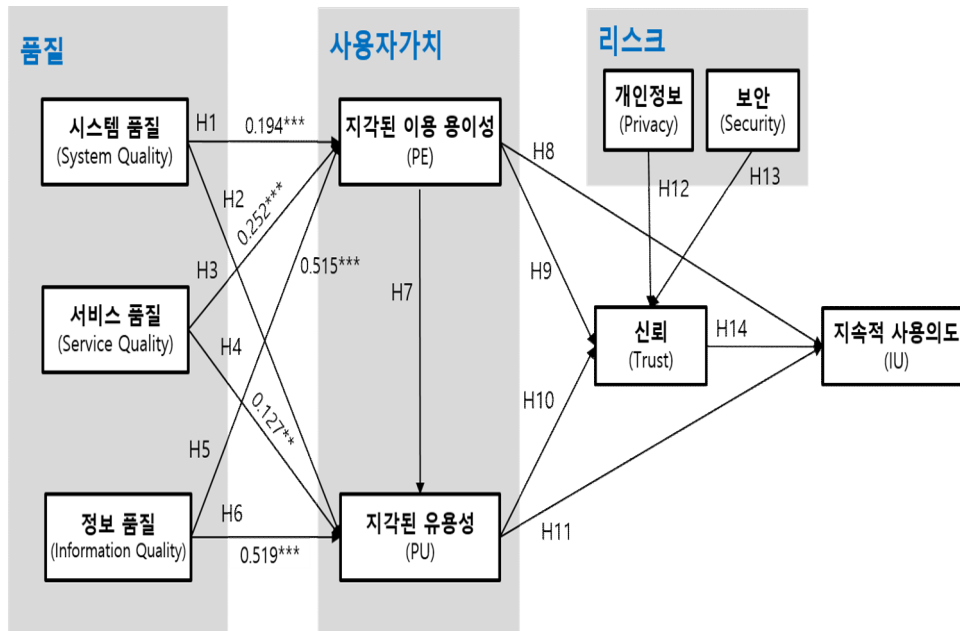 품질
사용자가치
리스크
시스템 품질
(System Quality)
H1
0.194***
지각된 이용 용이성
(PE)
개인정보
(Privacy)
보안
(Security)
H8
H2
0.252***
H12
H13
H3
0.515***
H9
H7
서비스 품질
(Service Quality)
H4
신뢰
(Trust)
H14
지속적 사용의도
(IU)
0.127**
H10
H5
정보 품질
(Information Quality)
H6
0.519***
지각된 유용성
(PU)
H11